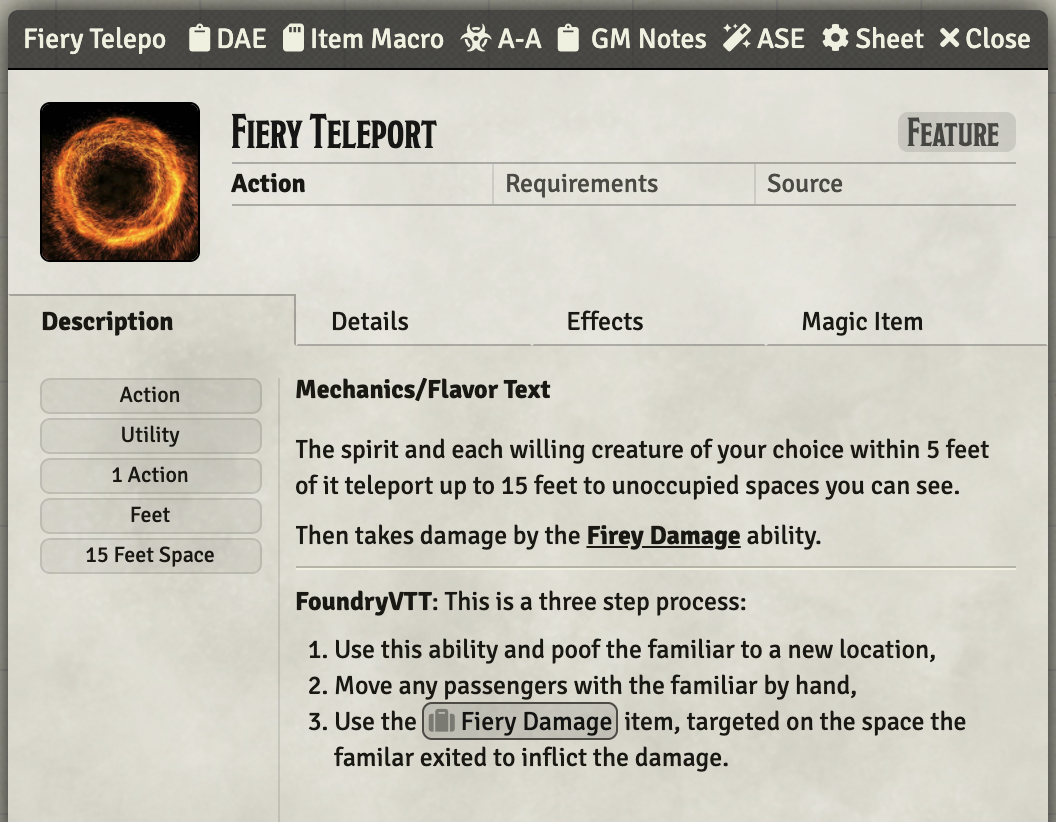 Fiery Telepo DAE Item Macro A-A GM Notes ASE Sheet Close
Fiery Teleport Feature
Action Requirements Source
Description Details Effects Magic Item
Action
Utility
1 Action
Feet
15 Feet Space
Mechanics/Flavor Text
The spirit and each willing creature of your choice within 5 feet
of it teleport up to 15 feet to unoccupied spaces you can see.
Then takes damage by the Firey Damage ability.
FoundryVTT: This is a three step process:
1. Use this ability and poof the familiar to a new location,
2. Move any passengers with the familiar by hand,
3. Use the Fiery Damage item, targeted on the space the
familar exited to inflict the damage.